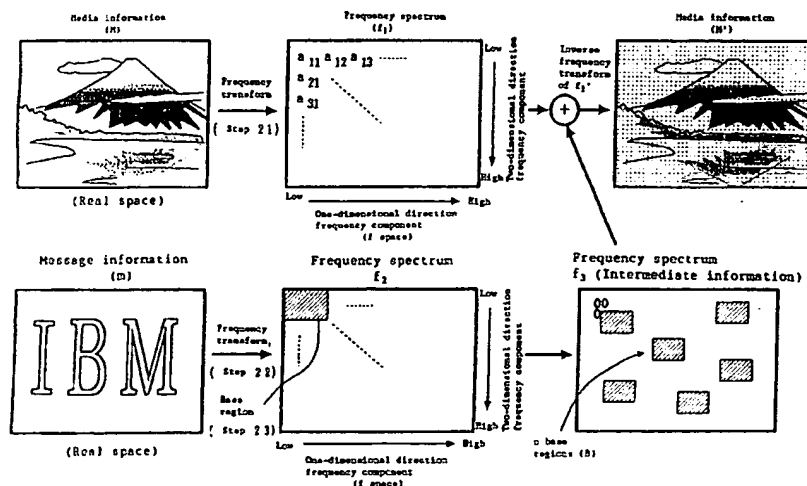 Media information
(M)
Frequency spectrum
(f1)
Media information
(M')
a11 a12 a13
a21
a31
Frequency
transform
( Step 21)
Low
High
Two-dimensional direction
frequency component
Low
High
One-dimensional direction
frequency component
(f space)
Inverse
frequency
transform
of f1'
+
(Real space)
Message information
(m)
Frequency spectrum
f2
Frequency spectrum
f3 (Intermediate information)
IBM
Frequency
transform,
( Step 22)
Base
region
( Step 23)
Low
High
Two-dimensional direction
frequency component
Low
High
One-dimensional direction
frequency component
(f space)
00
0
(Real space)
n base
regions (B)